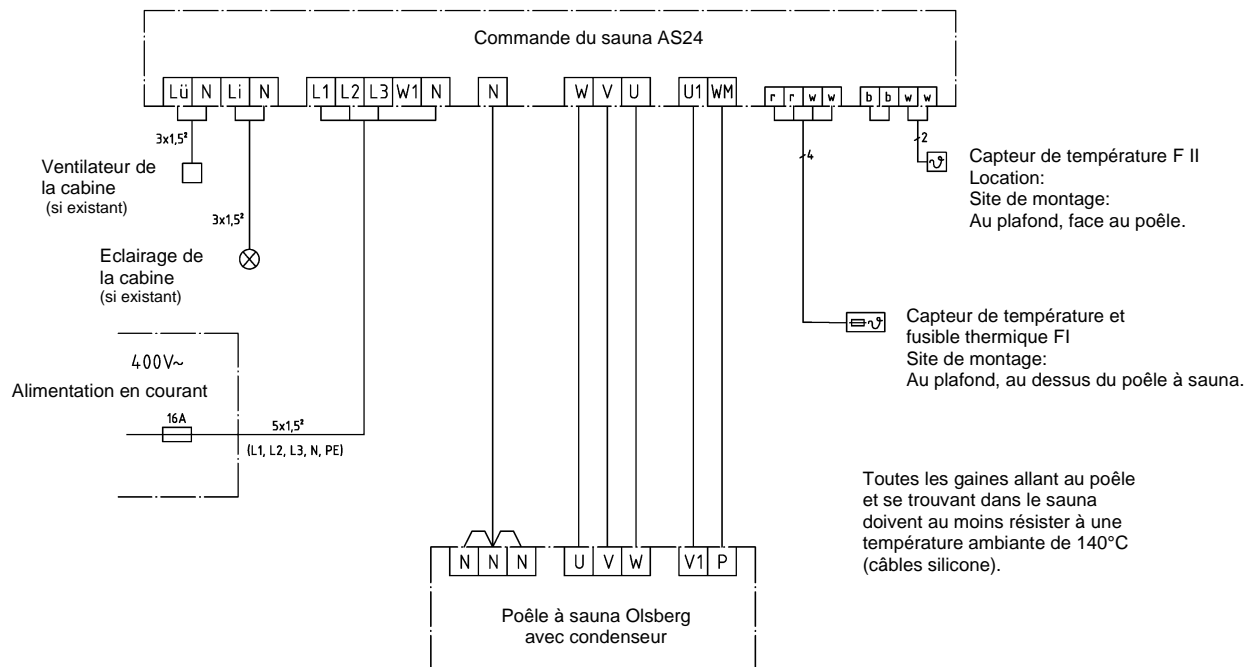 Commande du sauna AS24
Lü N Li N L1 L2 L3 W1 N N W V U U1 WM r r w w b b w w
3x1,5²
Ventilateur de
la cabine
(si existant)
3x1,5²
Eclairage de
la cabine
(si existant)
4
2
Capteur de température F II
Location:
Site de montage:
Au plafond, face au poêle.
Capteur de température et
fusible thermique FI
Site de montage:
Au plafond, au dessus du poêle à sauna.
400V~
Alimentation en courant
16A
5x1,5²
(L1, L2, L3, N, PE)
Toutes les gaines allant au poêle
et se trouvant dans le sauna
doivent au moins résister à une
température ambiante de 140°C
(câbles silicone).
N N N U V W V1 P
Poêle à sauna Olsberg
avec condenseur